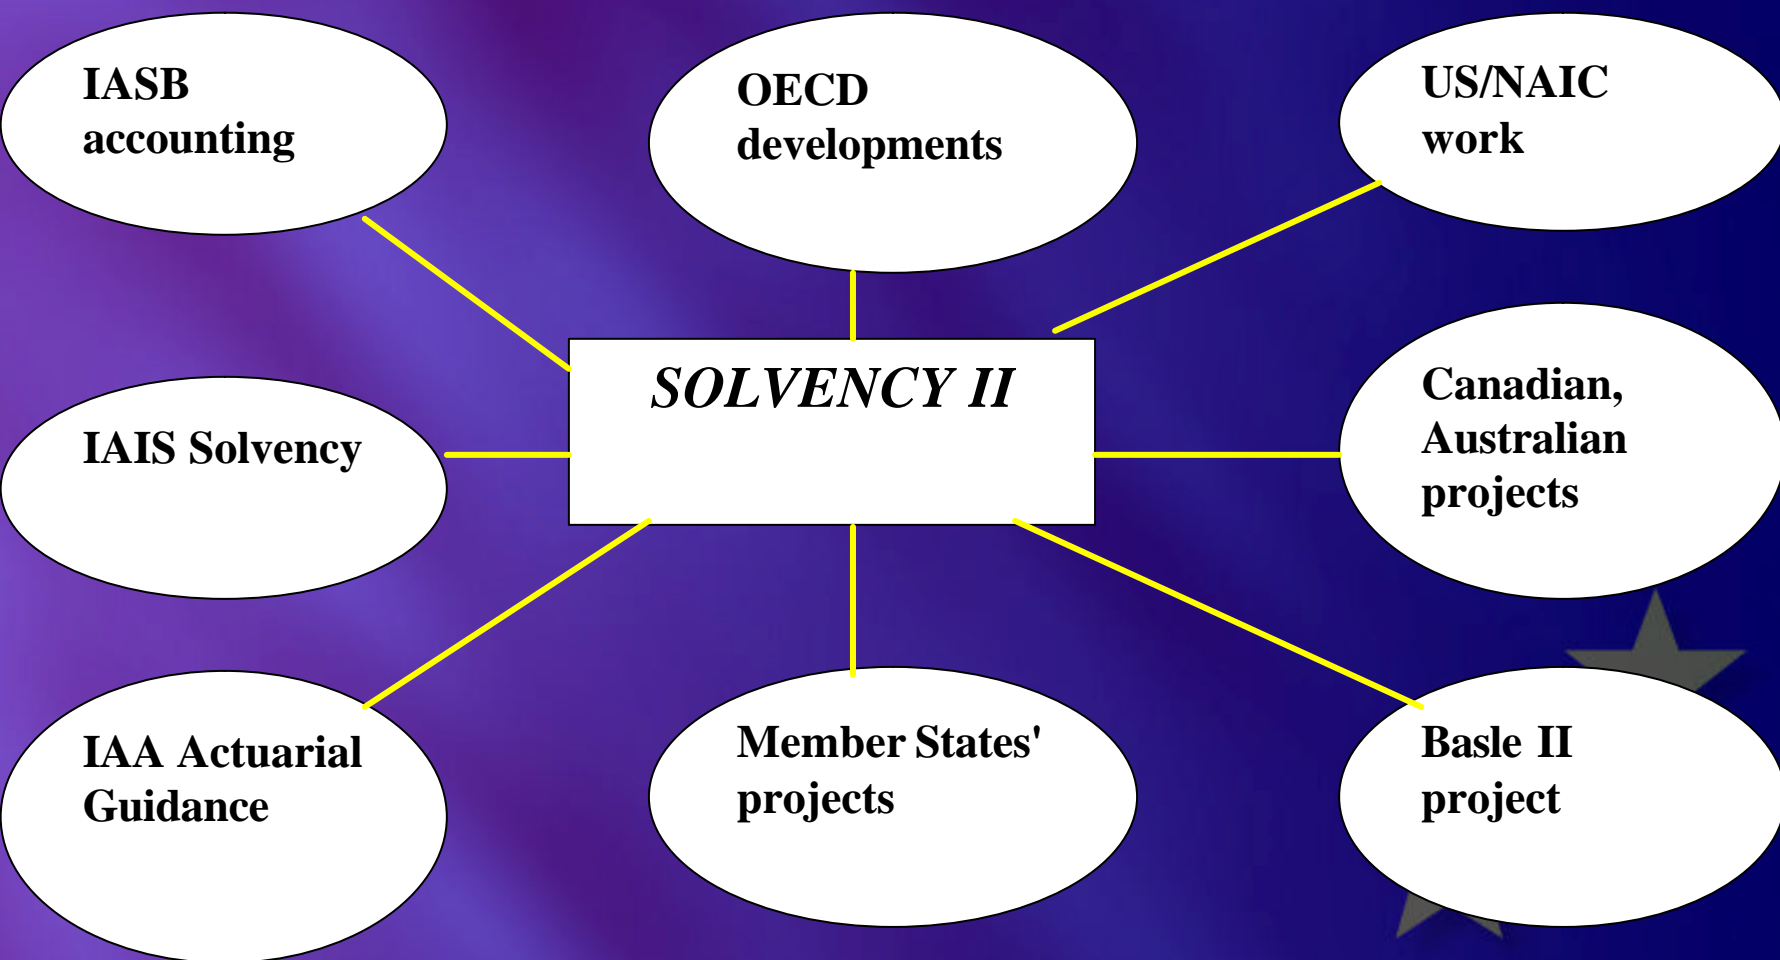 IASB
accounting
OECD
developments
US/NAIC
work
SOLVENCY II
IAIS Solvency
Canadian,
Australian
projects
IAA Actuarial
Guidance
Member States'
projects
Basle II
project